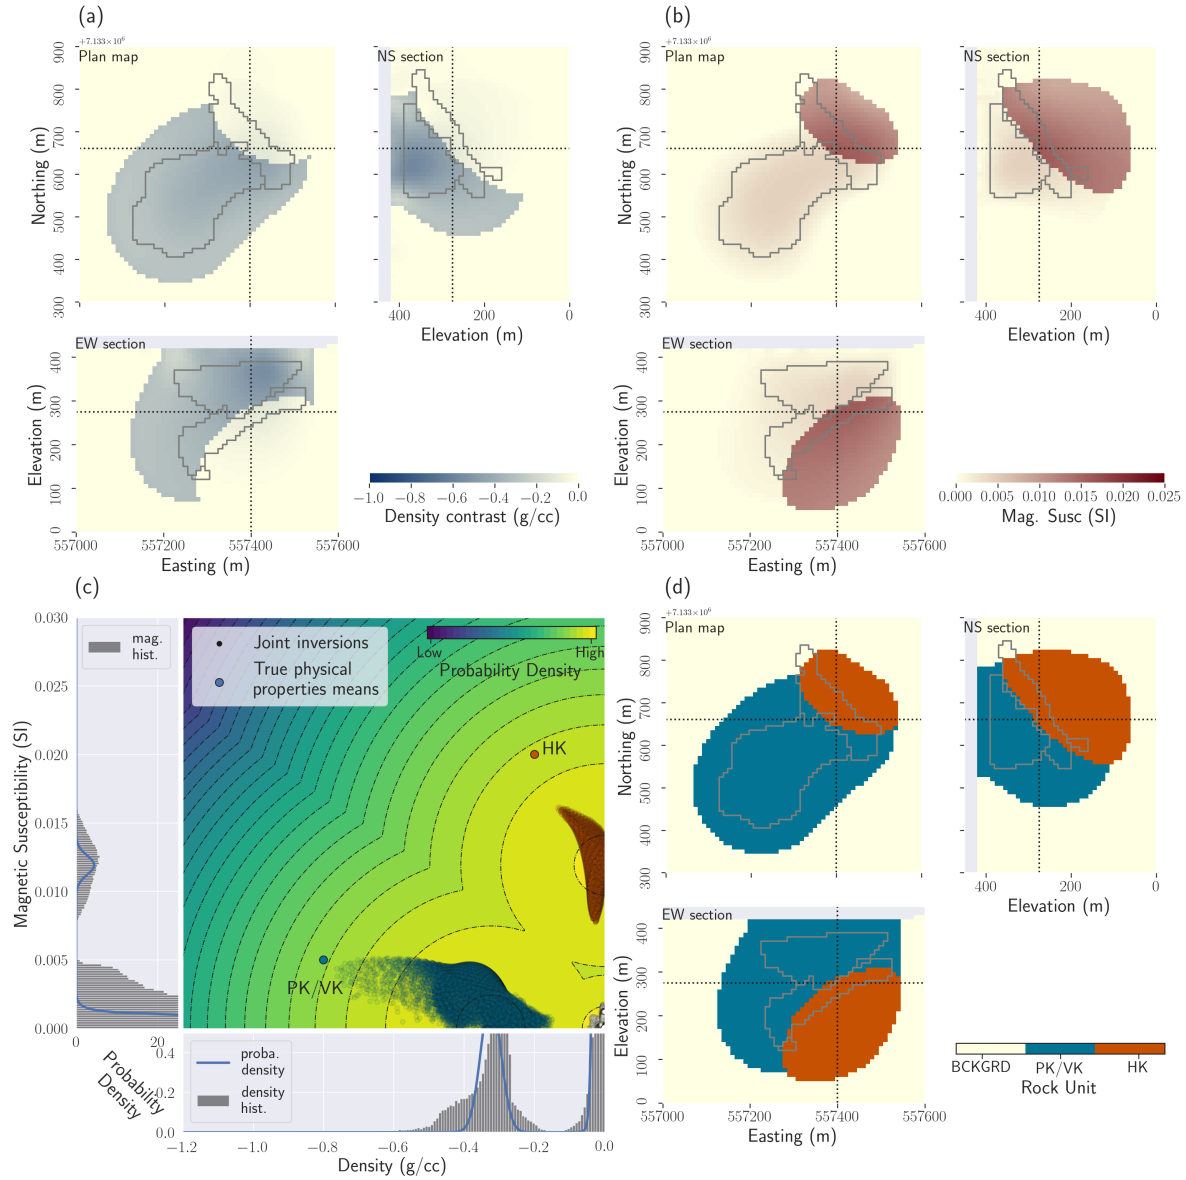 (a)
+7.133×10⁶
Plan map
NS section
900
800
700
600
500
400
300
Northing (m)
400
200
0
Elevation (m)
EW section
400
300
200
100
0
Elevation (m)
557000
557200
557400
557600
Easting (m)
−1.0
−0.8
−0.6
−0.4
−0.2
0.0
Density contrast (g/cc)
(b)
+7.133×10⁶
Plan map
NS section
900
800
700
600
500
400
300
Northing (m)
400
200
0
Elevation (m)
EW section
400
300
200
100
0
Elevation (m)
557000
557200
557400
557600
Easting (m)
0.000
0.005
0.010
0.015
0.020
0.025
Mag. Susc (SI)
(c)
0.030
0.025
0.020
0.015
0.010
0.005
0.000
Magnetic Susceptibility (SI)
mag.
hist.
0
20
Probability
Density
Joint inversions
True physical
properties means
Low
High
Probability Density
HK
PK/VK
proba.
density
density
hist.
0.4
0.2
0.0
−1.2
−1.0
−0.8
−0.6
−0.4
−0.2
0.0
Density (g/cc)
(d)
+7.133×10⁶
Plan map
NS section
900
800
700
600
500
400
300
Northing (m)
400
200
0
Elevation (m)
EW section
400
300
200
100
0
Elevation (m)
557000
557200
557400
557600
Easting (m)
BCKGRD
PK/VK
HK
Rock Unit